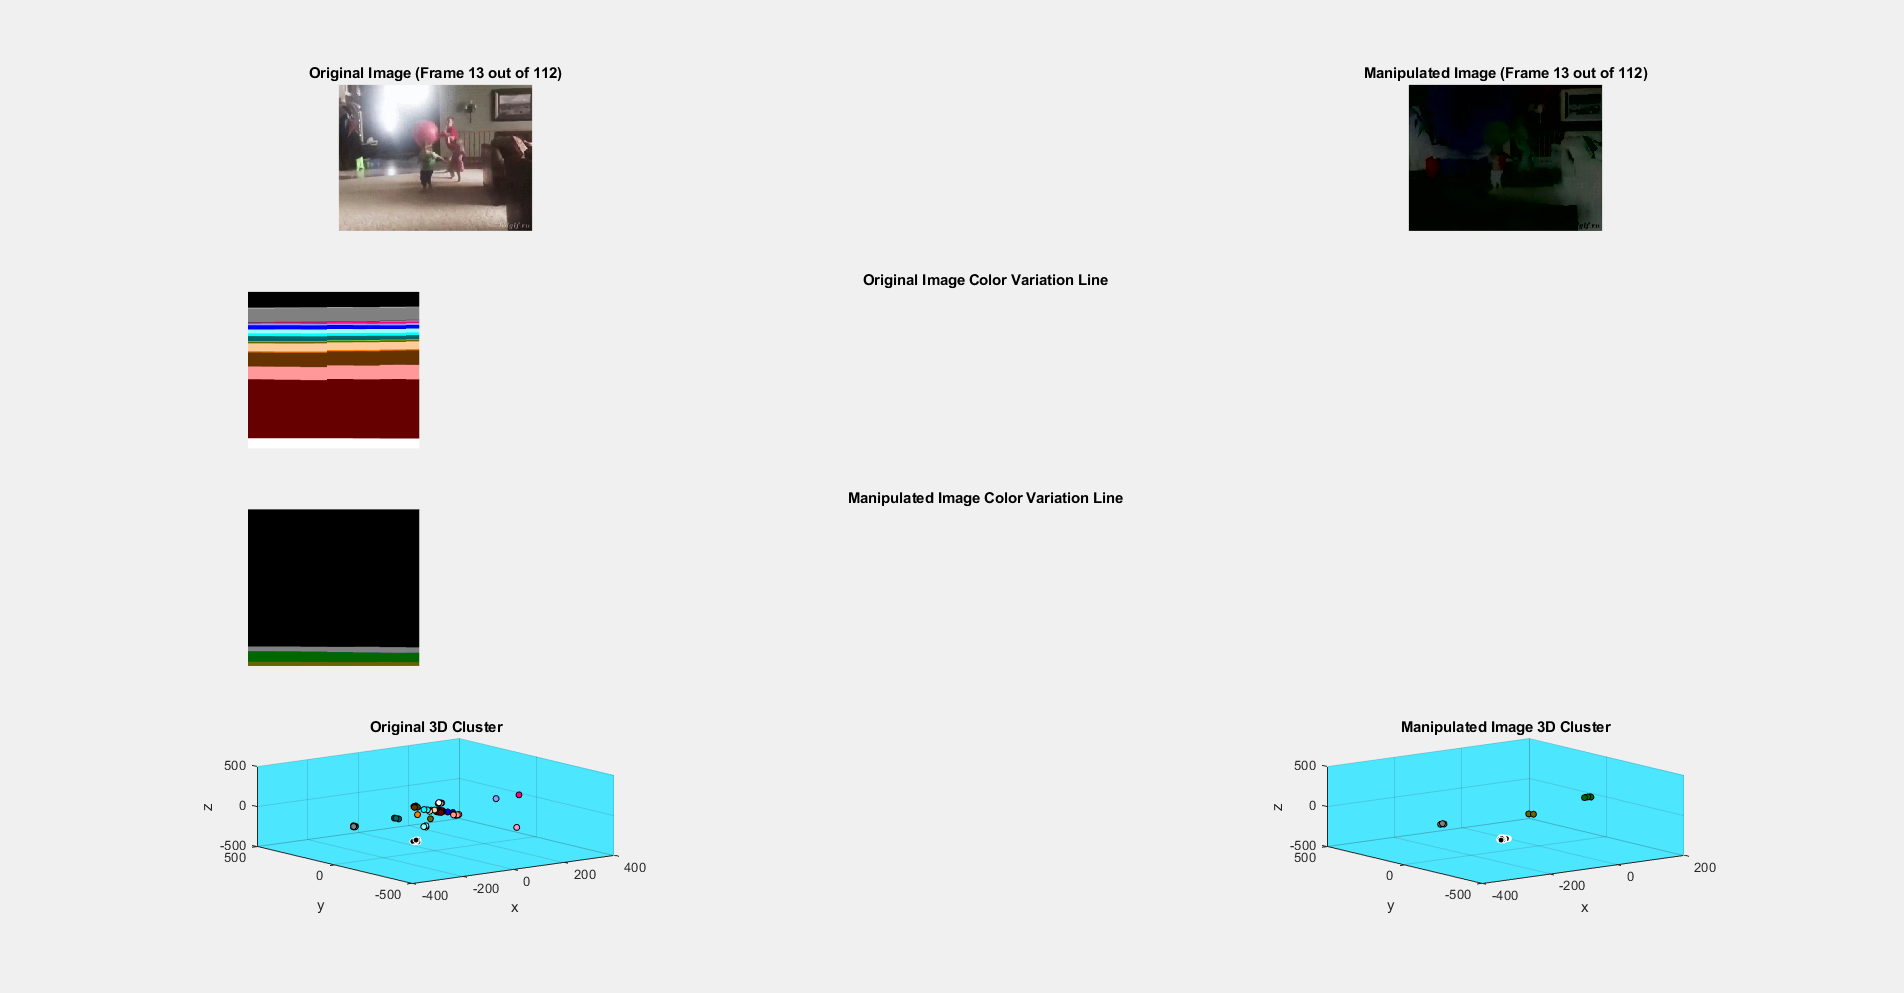 Original Image (Frame 13 out of 112)
Manipulated Image (Frame 13 out of 112)
Original Image Color Variation Line
Manipulated Image Color Variation Line
Original 3D Cluster
500
0
-500
z
500
0
-500
y
-400
-200
0
200
400
x
Manipulated Image 3D Cluster
500
0
-500
z
500
0
-500
y
-400
-200
0
200
x